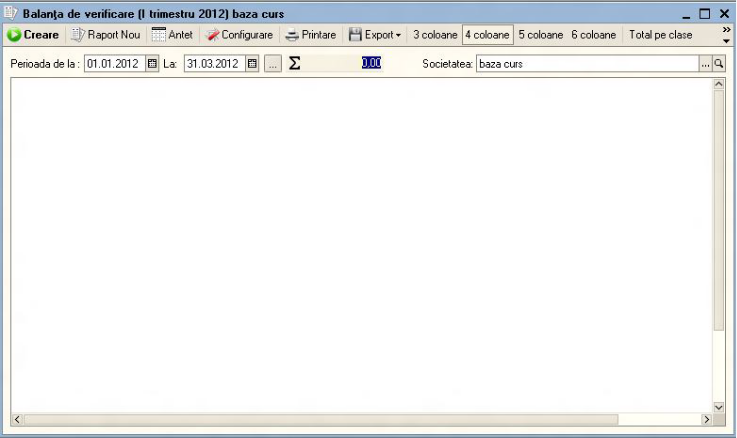 Balanţa de verificare (I trimestru 2012) baza curs
Creare Raport Nou Antet Configurare Printare Export 3 coloane 4 coloane 5 coloane 6 coloane Total pe clase »
Perioada de la : 01.01.2012 La: 31.03.2012 ... Σ 0.00 Societatea: baza curs ...